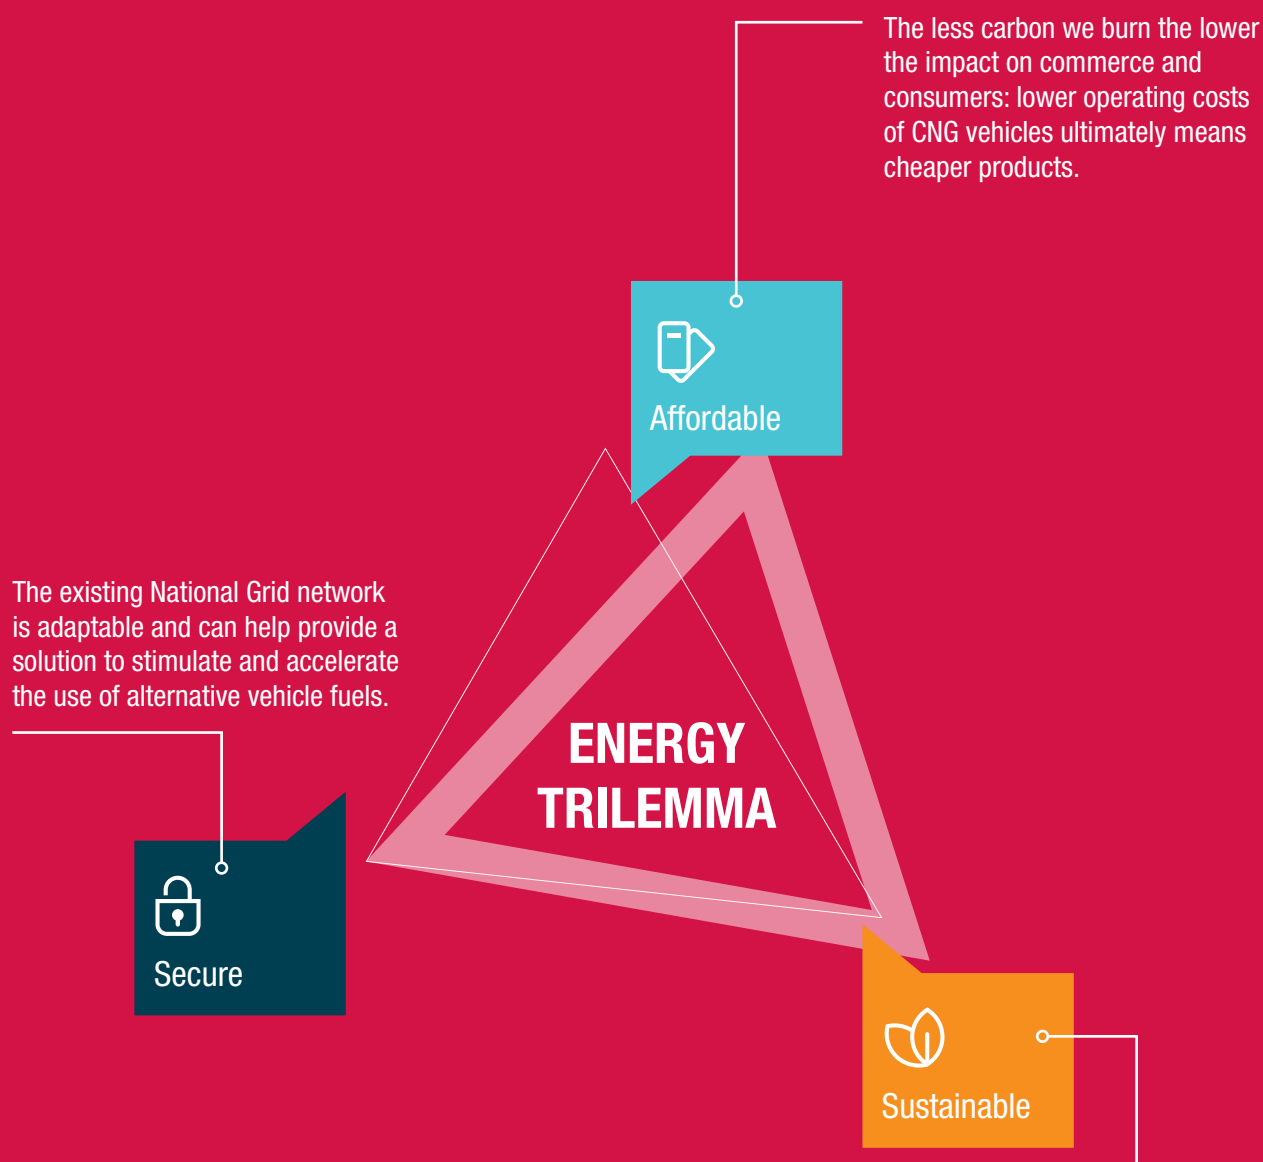 The less carbon we burn the lower
the impact on commerce and
consumers: lower operating costs
of CNG vehicles ultimately means
cheaper products.
Affordable
The existing National Grid network
is adaptable and can help provide a
solution to stimulate and accelerate
the use of alternative vehicle fuels.
ENERGY
TRILEMMA
Secure
Sustainable